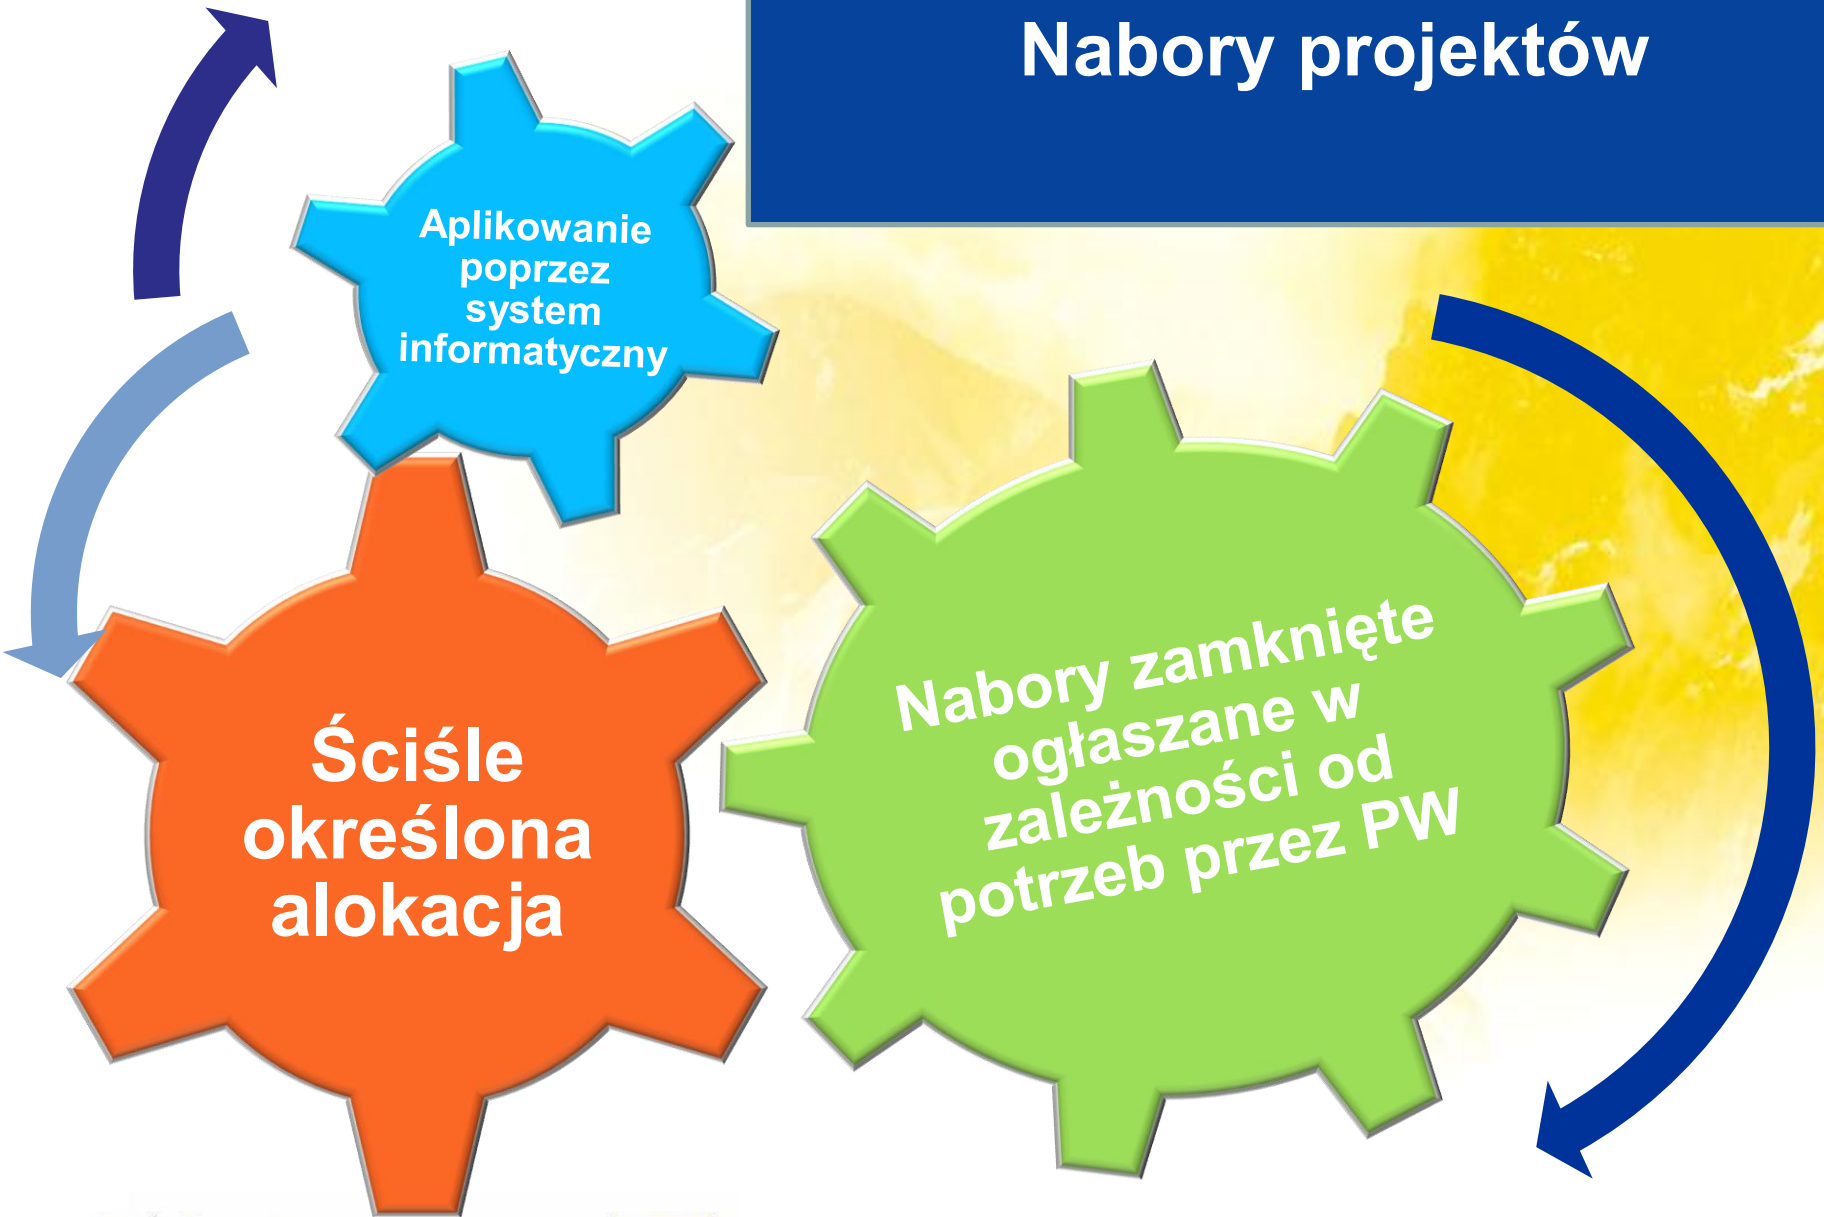 Nabory projektów
Aplikowanie
poprzez
system
informatyczny
Ściśle
określona
alokacja
Nabory zamknięte
ogłaszane w
zależności od
potrzeb przez PW